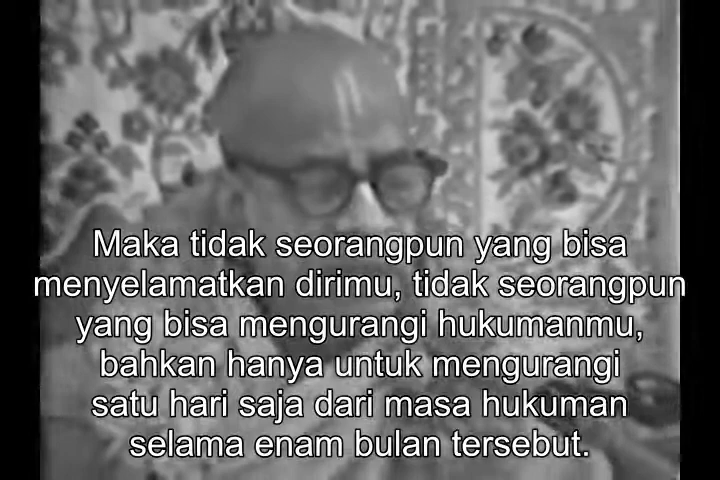 Maka tidak seorangpun yang bisa
menyelamatkan dirimu, tidak seorangpun
yang bisa mengurangi hukumanmu,
bahkan hanya untuk mengurangi
satu hari saja dari masa hukuman
selama enam bulan tersebut.